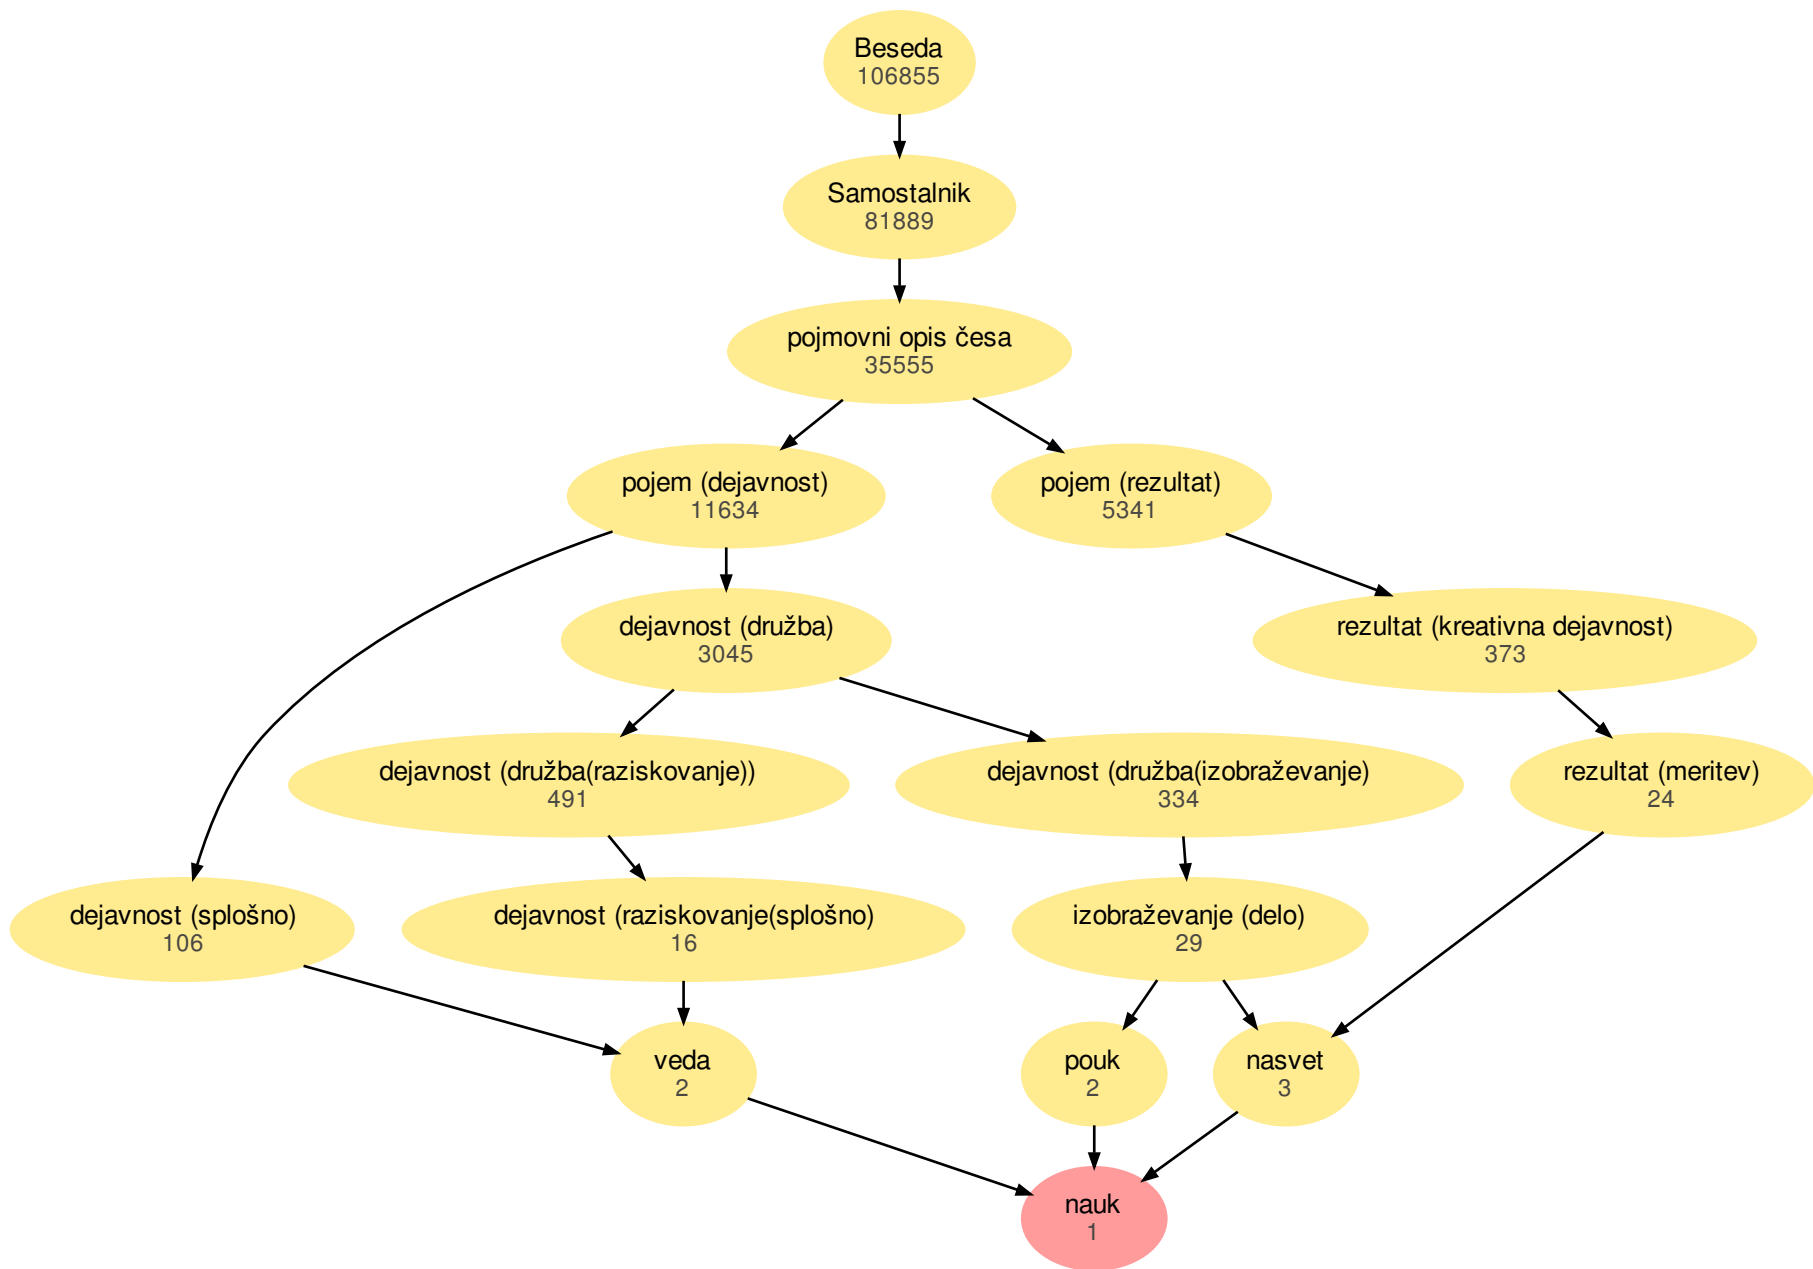 Beseda
106855
Samostalnik
81889
pojmovni opis česa
35555
pojem (dejavnost)
11634
pojem (rezultat)
5341
dejavnost (družba)
3045
rezultat (kreativna dejavnost)
373
dejavnost (družba(raziskovanje))
491
dejavnost (družba(izobraževanje)
334
rezultat (meritev)
24
dejavnost (splošno)
106
dejavnost (raziskovanje(splošno)
16
izobraževanje (delo)
29
veda
2
pouk
2
nasvet
3
nauk
1